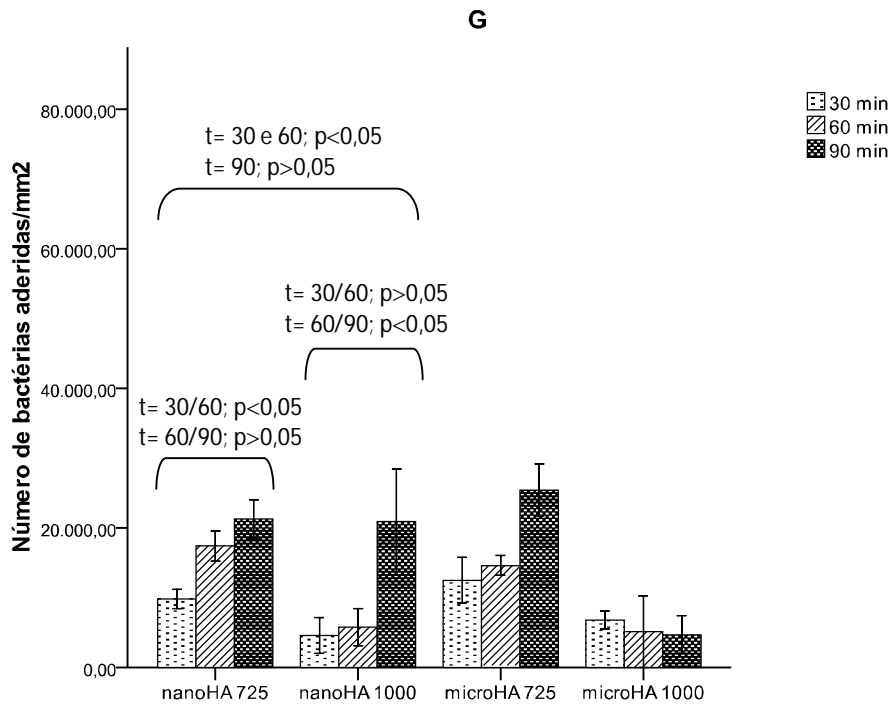 G
30 min
60 min
90 min
Número de bactérias aderidas/mm2
80.000,00
60.000,00
40.000,00
20.000,00
0,00
t= 30 e 60; p<0,05
t= 90; p>0,05
t= 30/60; p>0,05
t= 60/90; p<0,05
t= 30/60; p<0,05
t= 60/90; p>0,05
nanoHA 725
nanoHA 1000
microHA 725
microHA 1000